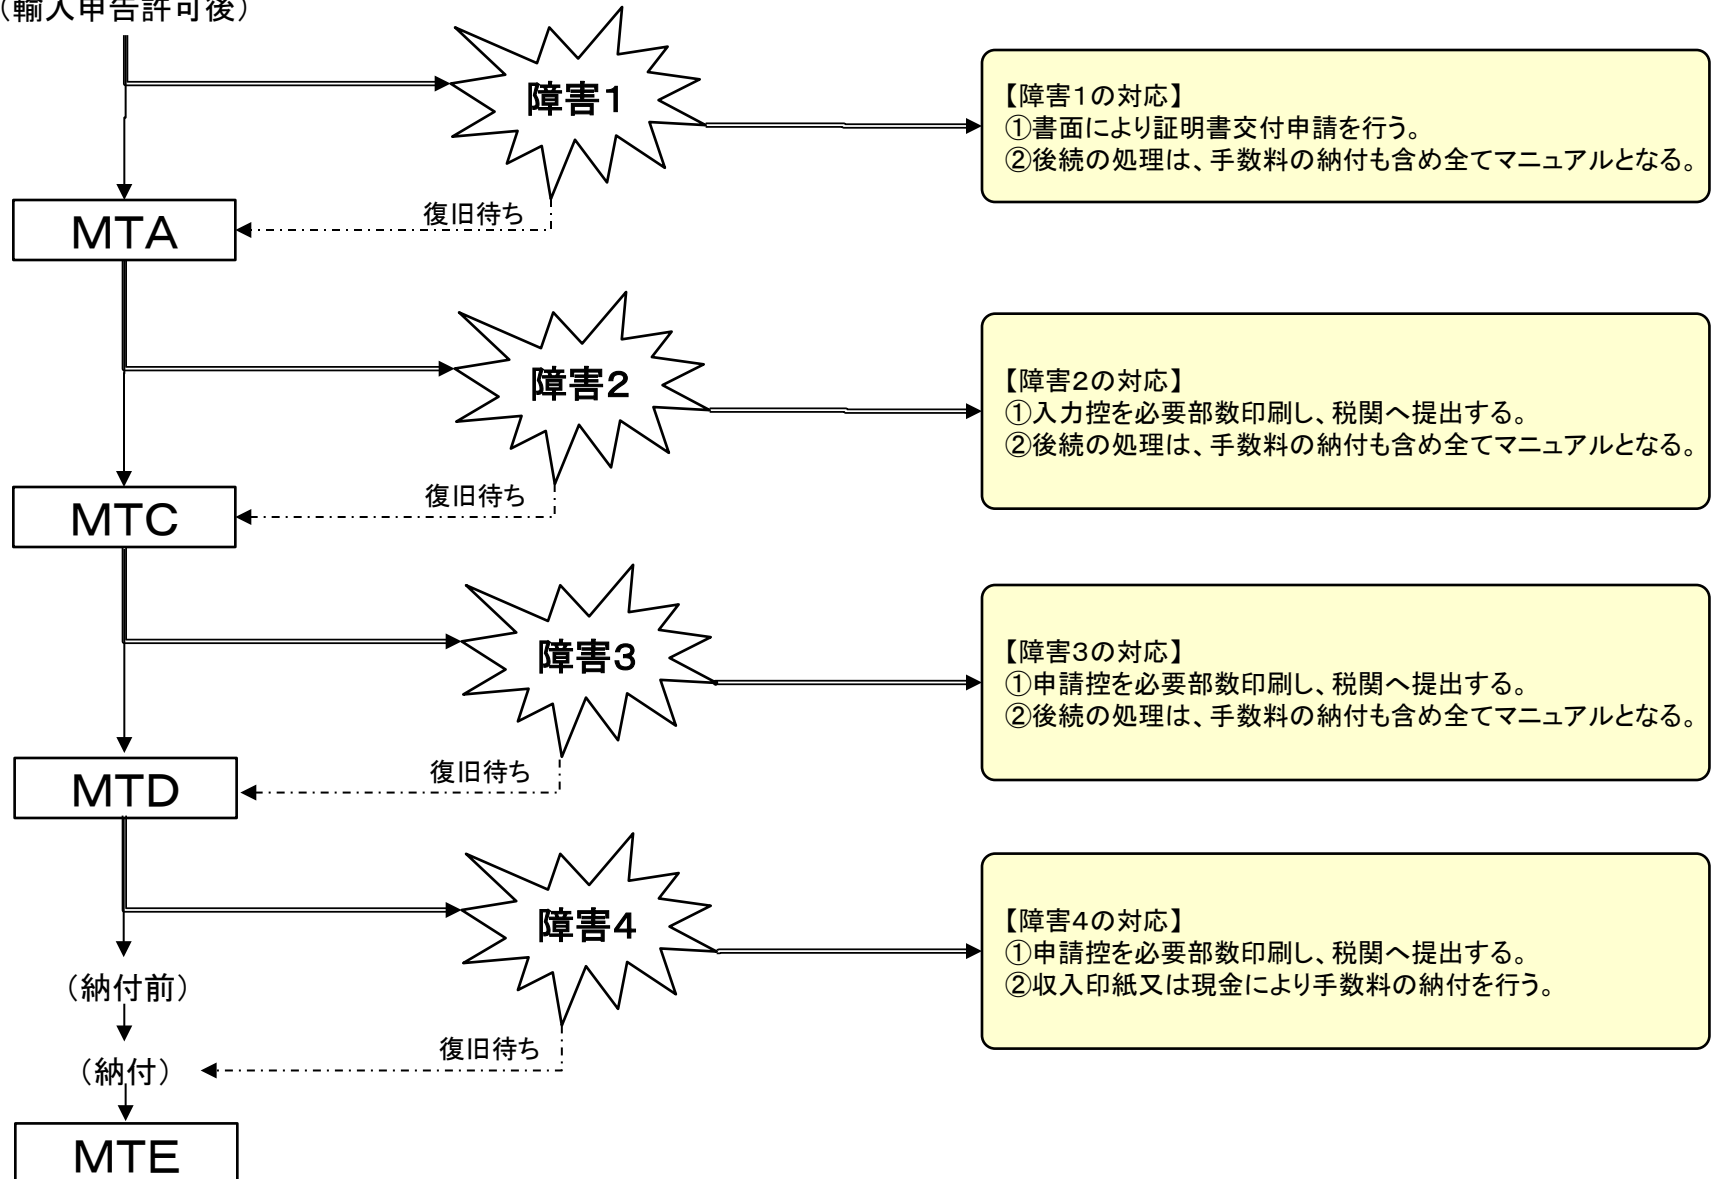 (輸入申告許可後)
障害1
【障害1の対応】
①書面により証明書交付申請を行う。
②後続の処理は、手数料の納付も含め全てマニュアルとなる。
復旧待ち
MTA
障害2
【障害2の対応】
①入力控を必要部数印刷し、税関へ提出する。
②後続の処理は、手数料の納付も含め全てマニュアルとなる。
復旧待ち
MTC
障害3
【障害3の対応】
①申請控を必要部数印刷し、税関へ提出する。
②後続の処理は、手数料の納付も含め全てマニュアルとなる。
復旧待ち
MTD
障害4
【障害4の対応】
①申請控を必要部数印刷し、税関へ提出する。
②収入印紙又は現金により手数料の納付を行う。
(納付前)
復旧待ち
(納付)
MTE